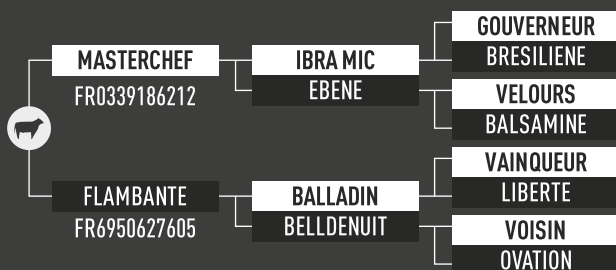 MASTERCHEF
FR0339186212
IBRA MIC
EBENE
GOUVERNEUR
BRESILIENE
VELOURS
BALSAMINE
FLAMBANTE
FR6950627605
BALLADIN
BELLDENUIT
VAINQUEUR
LIBERTE
VOISIN
OVATION